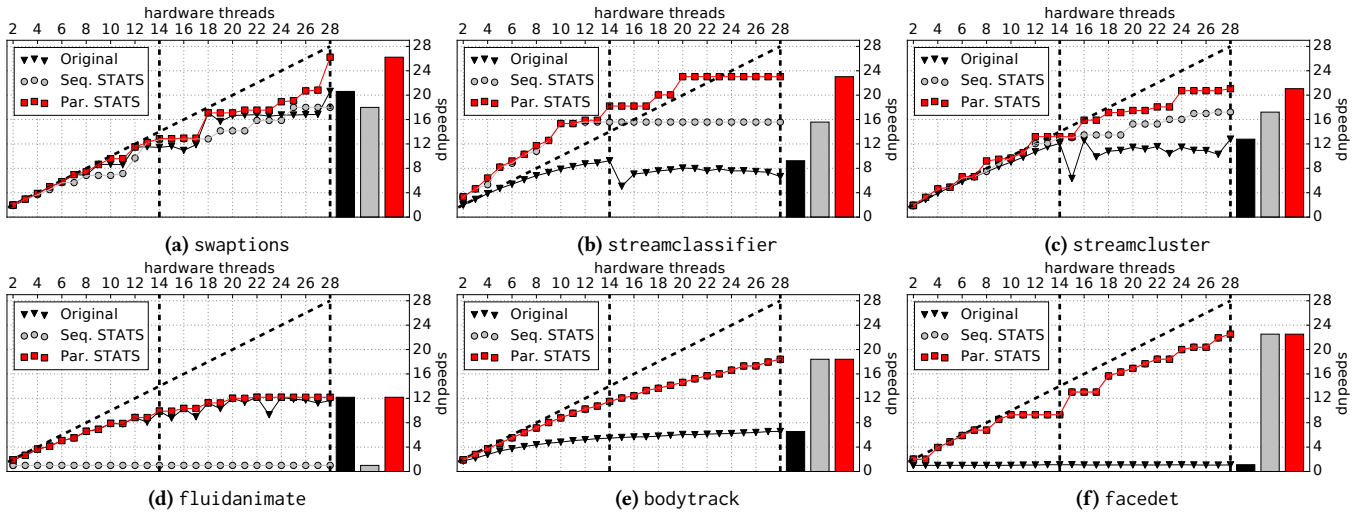 hardware threads
2 4 6 8 10 12 14 16 18 20 22 24 26 28
Original
Seq. STATS
Par. STATS
28
24
20
16
12
8
4
0
speedup
(a) swaptions
hardware threads
2 4 6 8 10 12 14 16 18 20 22 24 26 28
Original
Seq. STATS
Par. STATS
28
24
20
16
12
8
4
0
speedup
(b) streamclassifier
hardware threads
2 4 6 8 10 12 14 16 18 20 22 24 26 28
Original
Seq. STATS
Par. STATS
28
24
20
16
12
8
4
0
speedup
(c) streamcluster
hardware threads
2 4 6 8 10 12 14 16 18 20 22 24 26 28
Original
Seq. STATS
Par. STATS
28
24
20
16
12
8
4
0
speedup
(d) fluidanimate
hardware threads
2 4 6 8 10 12 14 16 18 20 22 24 26 28
Original
Seq. STATS
Par. STATS
28
24
20
16
12
8
4
0
speedup
(e) bodytrack
hardware threads
2 4 6 8 10 12 14 16 18 20 22 24 26 28
Original
Seq. STATS
Par. STATS
28
24
20
16
12
8
4
0
speedup
(f) facedet